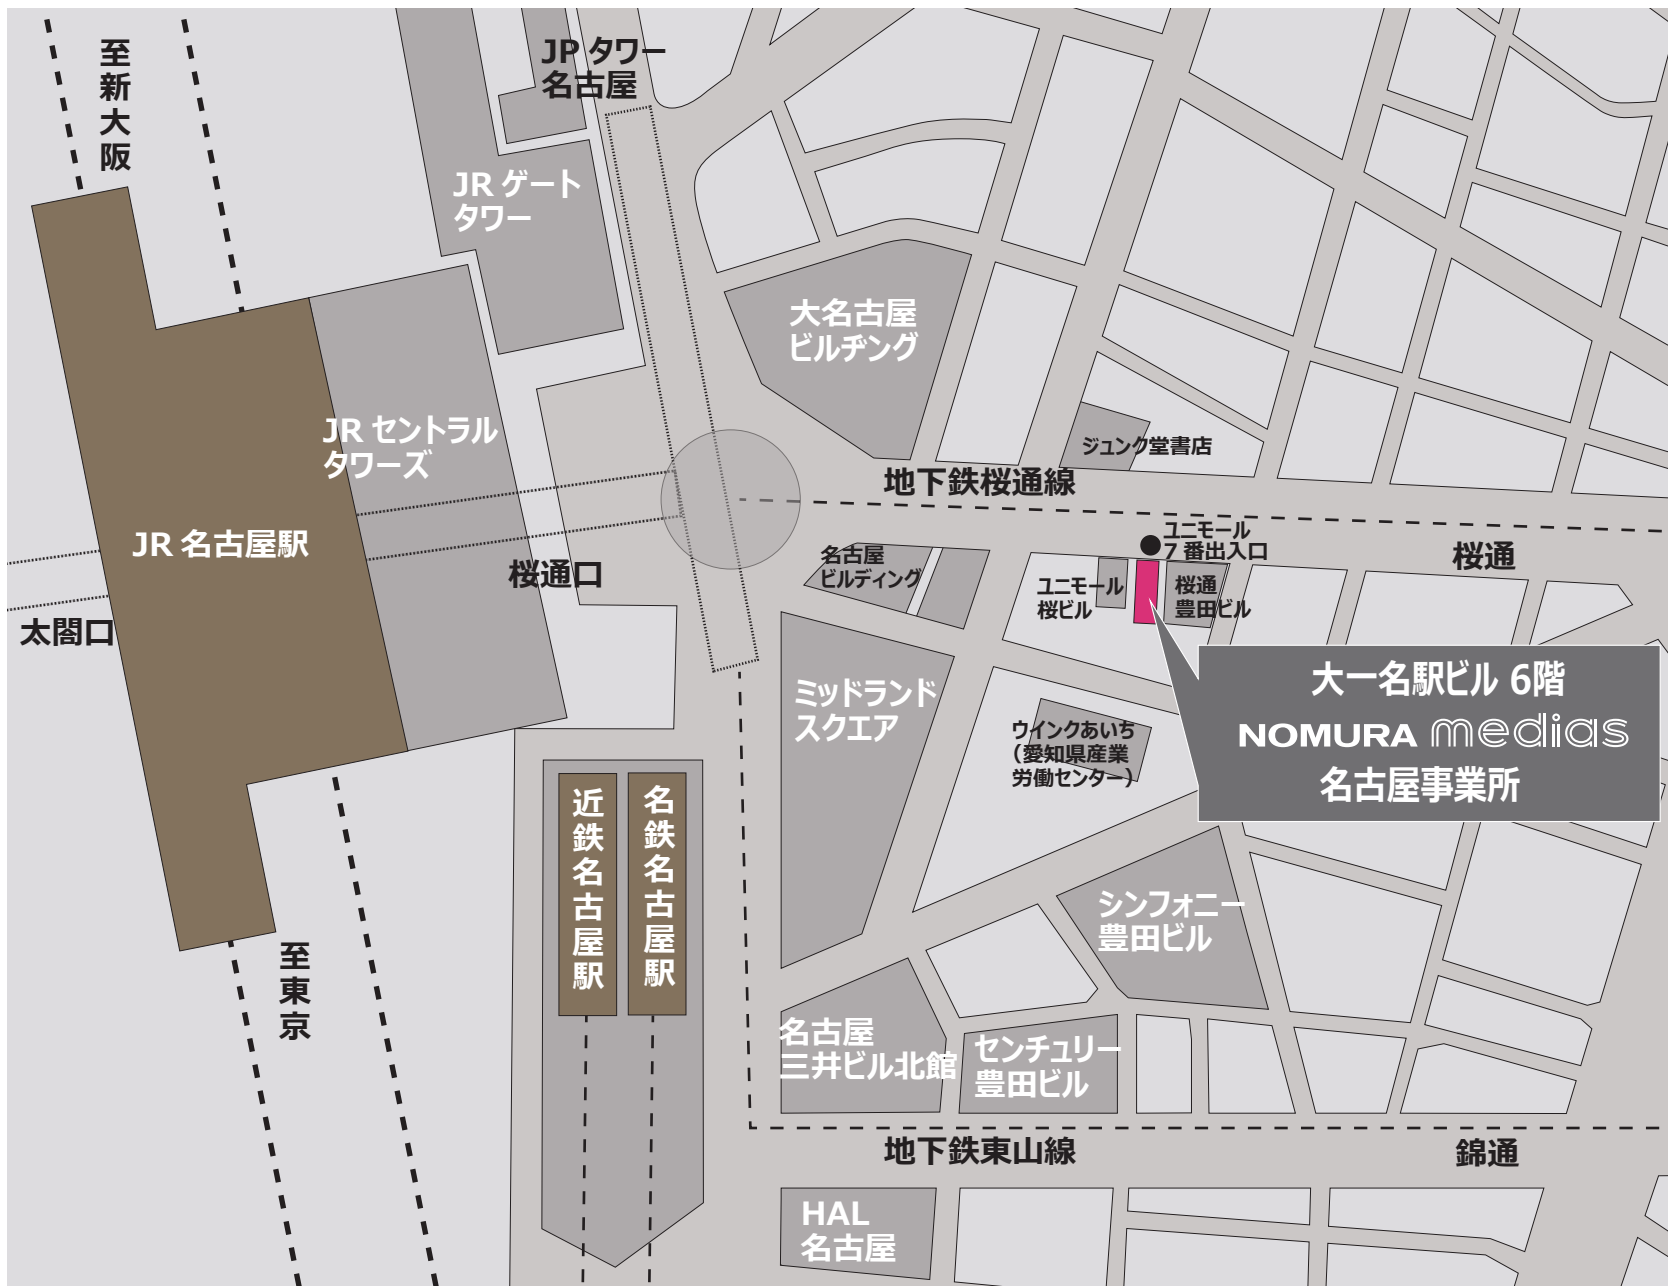 至新大阪
JP タワー
名古屋
JR ゲート
タワー
大名古屋
ビルヂング
JR セントラル
タワーズ
ジュンク堂書店
地下鉄桜通線
JR 名古屋駅
桜通口
名古屋
ビルディング
ユニモール
7 番出入口
桜通
ユニモール
桜ビル
桜通
豊田ビル
太閤口
ミッドランド
スクエア
大一名駅ビル 6階
NOMURA medias
名古屋事業所
ウインクあいち
（愛知県産業
労働センター）
近鉄名古屋駅
名鉄名古屋駅
シンフォニー
豊田ビル
至東京
名古屋
三井ビル北館
センチュリー
豊田ビル
地下鉄東山線
錦通
HAL
名古屋